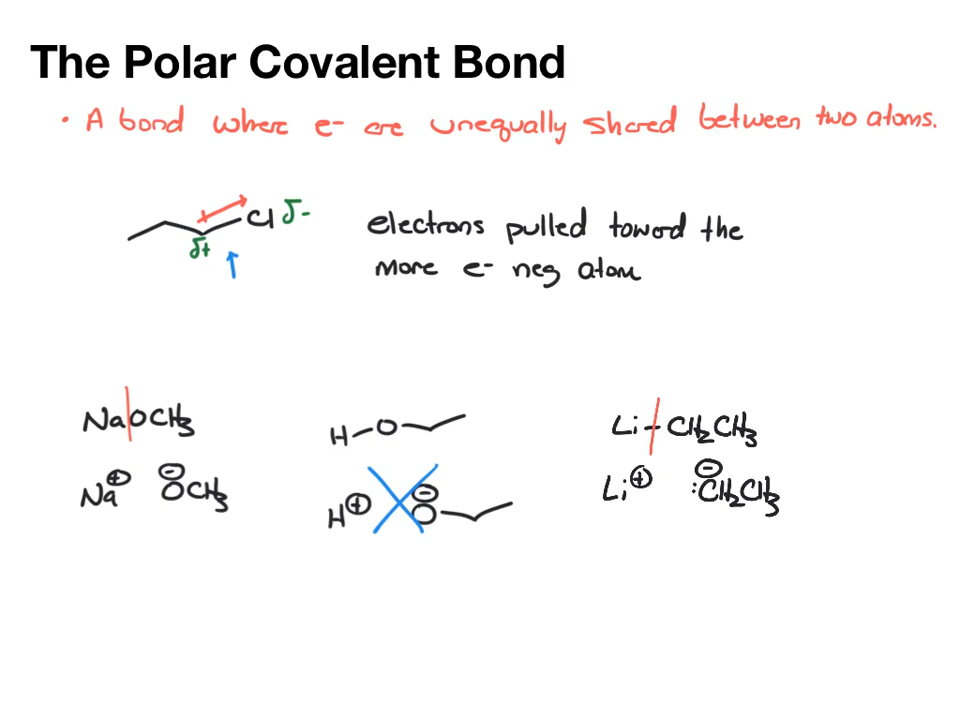 The Polar Covalent Bond
• A bond where e- are unequally shared between two atoms.
Cl δ-
δ+
electrons pulled toward the
more e- neg atom
NaOCH3
H-O
Li-CH2CH3
Na⊕ ⊖OCH3
H⊕ ⊖O
Li⊕ ⊖:CH2CH3